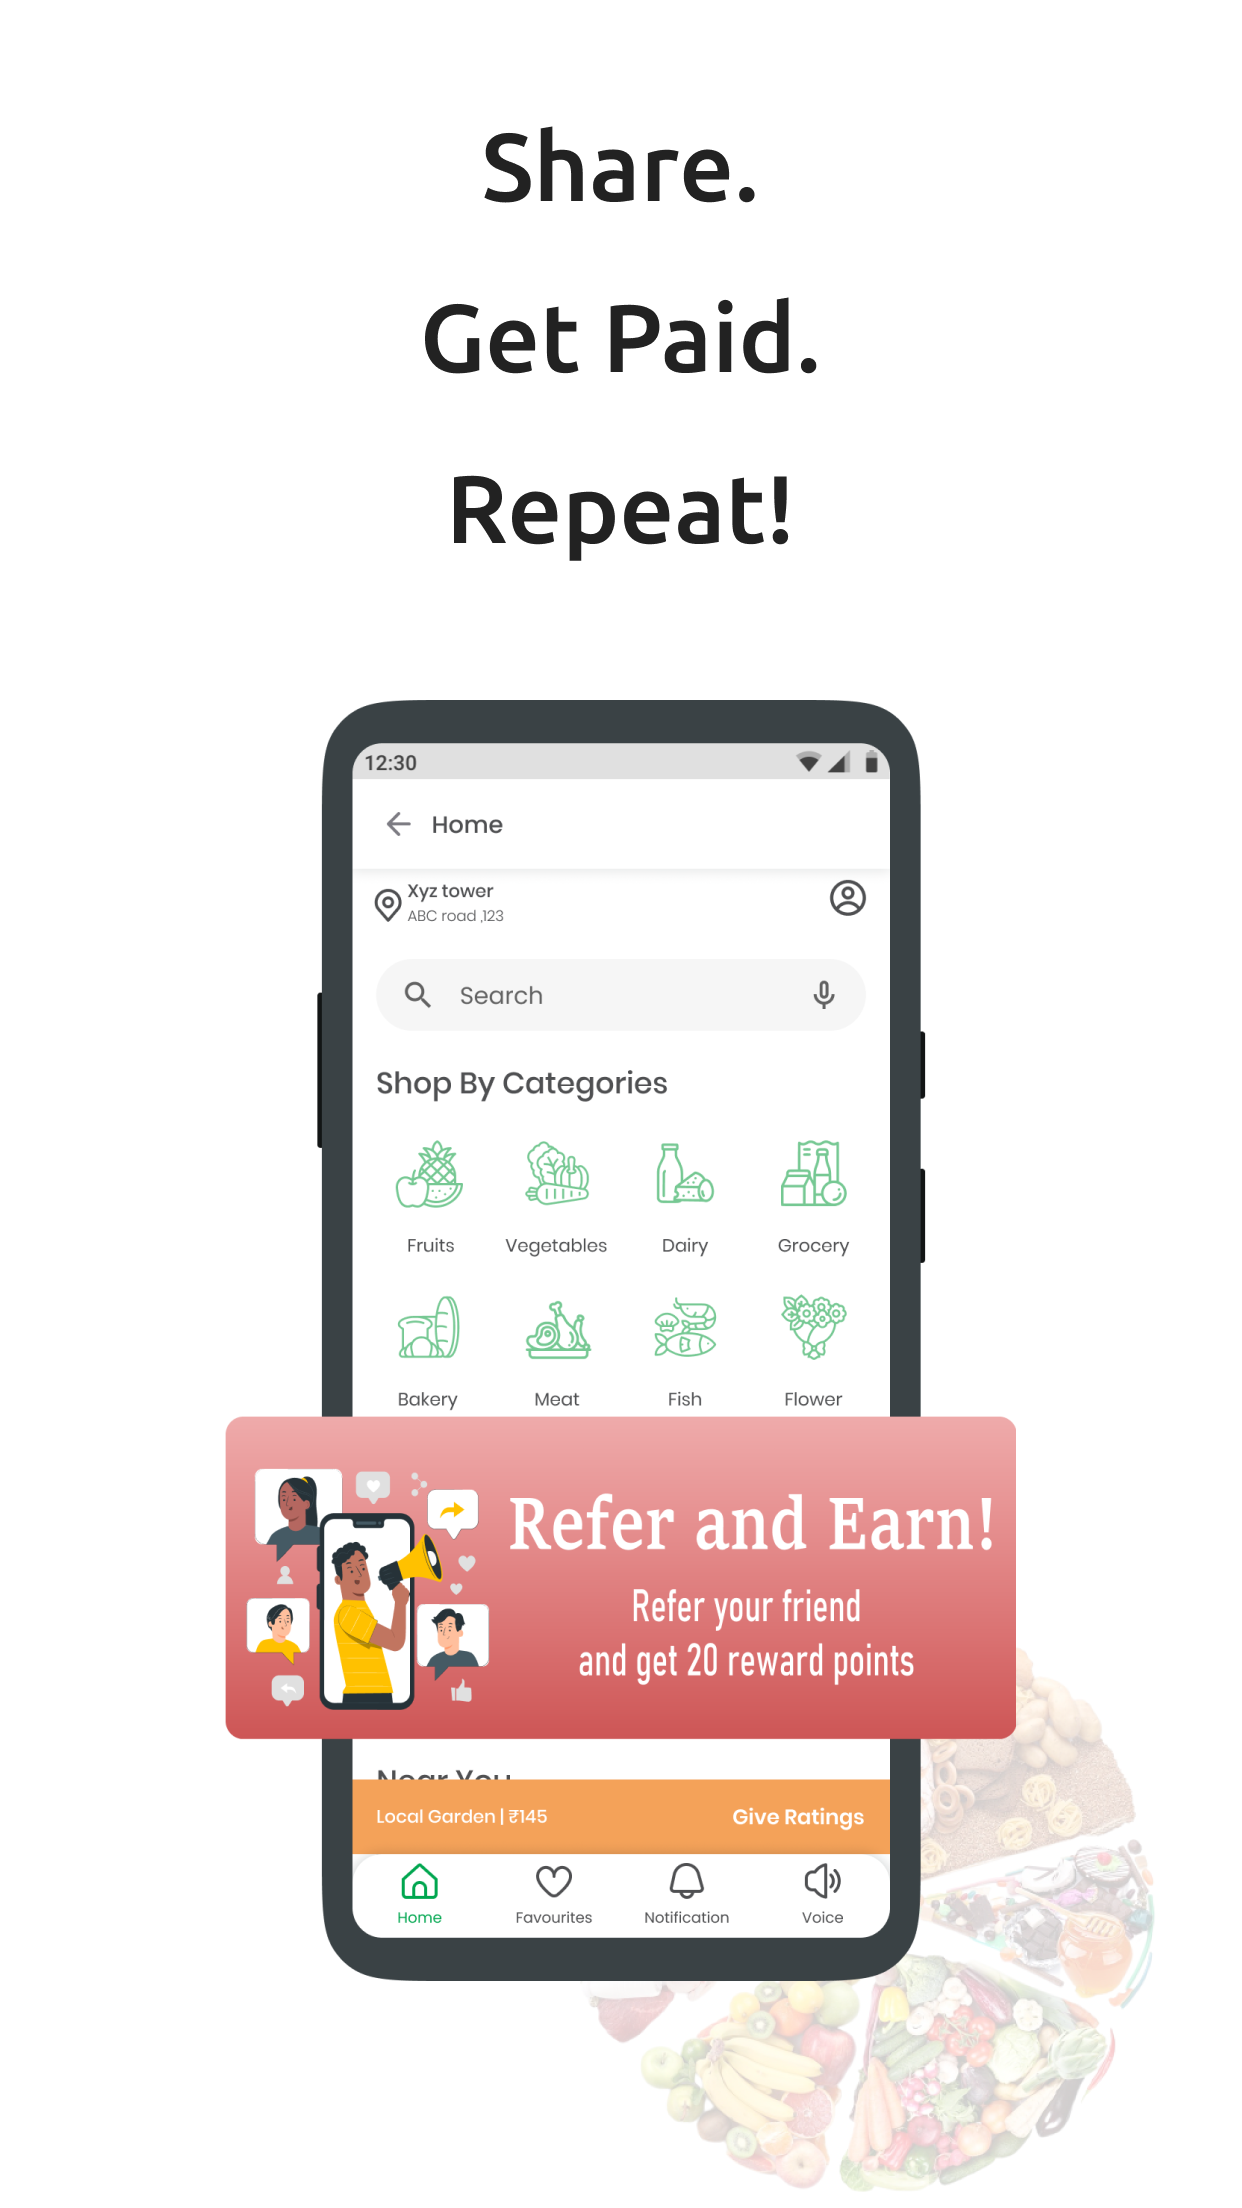 Share.
Get Paid.
Repeat!
12:30
Home
Xyz tower
ABC road ,123
Search
Shop By Categories
Fruits Vegetables Dairy Grocery
Bakery Meat Fish Flower
Refer and Earn!
Refer your friend
and get 20 reward points
Near You
Local Garden | ₹145 Give Ratings
Home Favourites Notification Voice